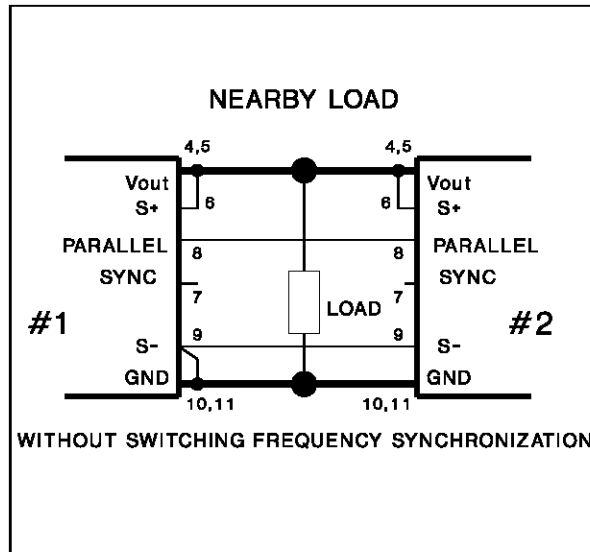 NEARBY LOAD
4,5 4,5
Vout Vout
S+ 6 6 S+
PARALLEL 8 8 PARALLEL
SYNC 7 7 SYNC
LOAD
#1 #2
S- 9 9 S-
GND GND
10,11 10,11
WITHOUT SWITCHING FREQUENCY SYNCHRONIZATION